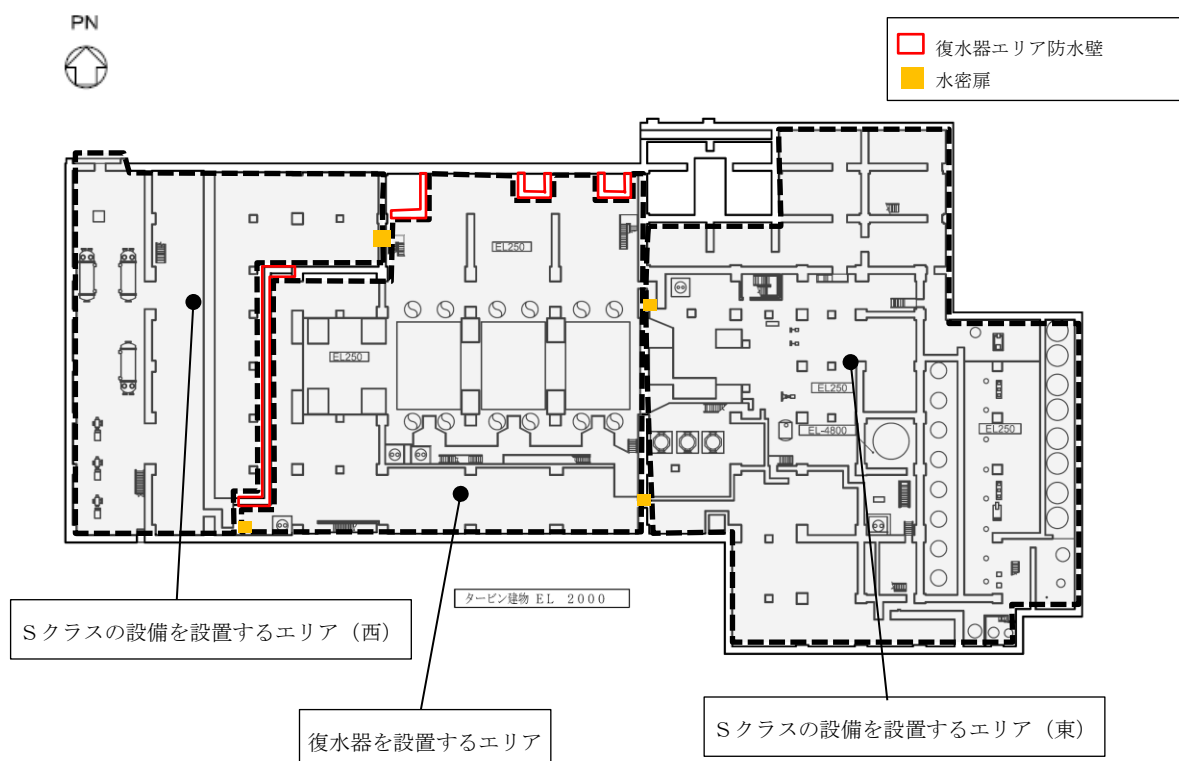 PN
復水器エリア防水壁
水密扉
EL250
EL250
EL250
EL-4800
EL250
タービン建物 EL 2000
Sクラスの設備を設置するエリア（西）
復水器を設置するエリア
Sクラスの設備を設置するエリア（東）